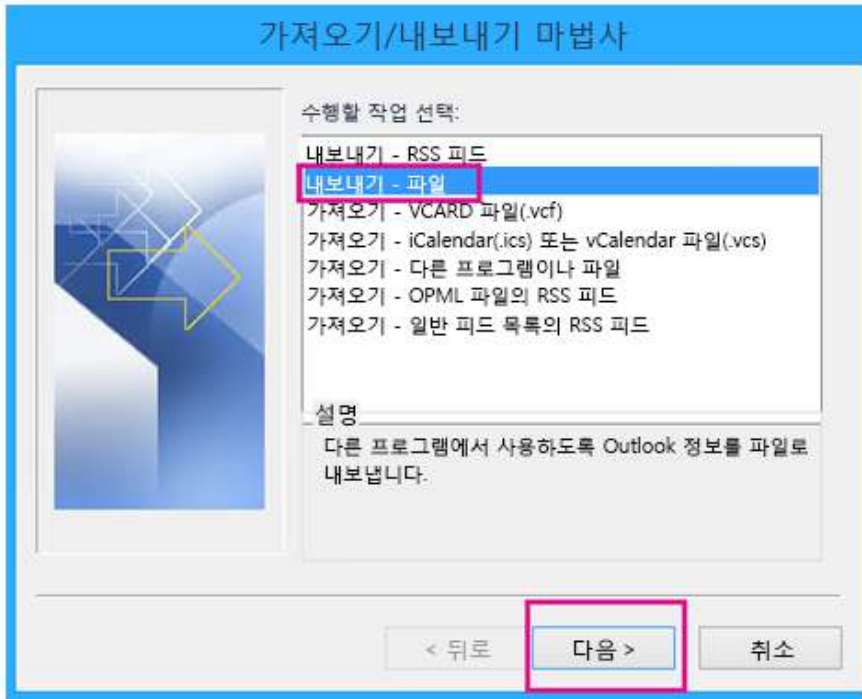 가져오기/내보내기 마법사
수행할 작업 선택:
내보내기 - RSS 피드
내보내기 - 파일
가져오기 - VCARD 파일(.vcf)
가져오기 - iCalendar(.ics) 또는 vCalendar 파일(.vcs)
가져오기 - 다른 프로그램이나 파일
가져오기 - OPML 파일의 RSS 피드
가져오기 - 일반 피드 목록의 RSS 피드
설명
다른 프로그램에서 사용하도록 Outlook 정보를 파일로
내보냅니다.
< 뒤로 다음 > 취소